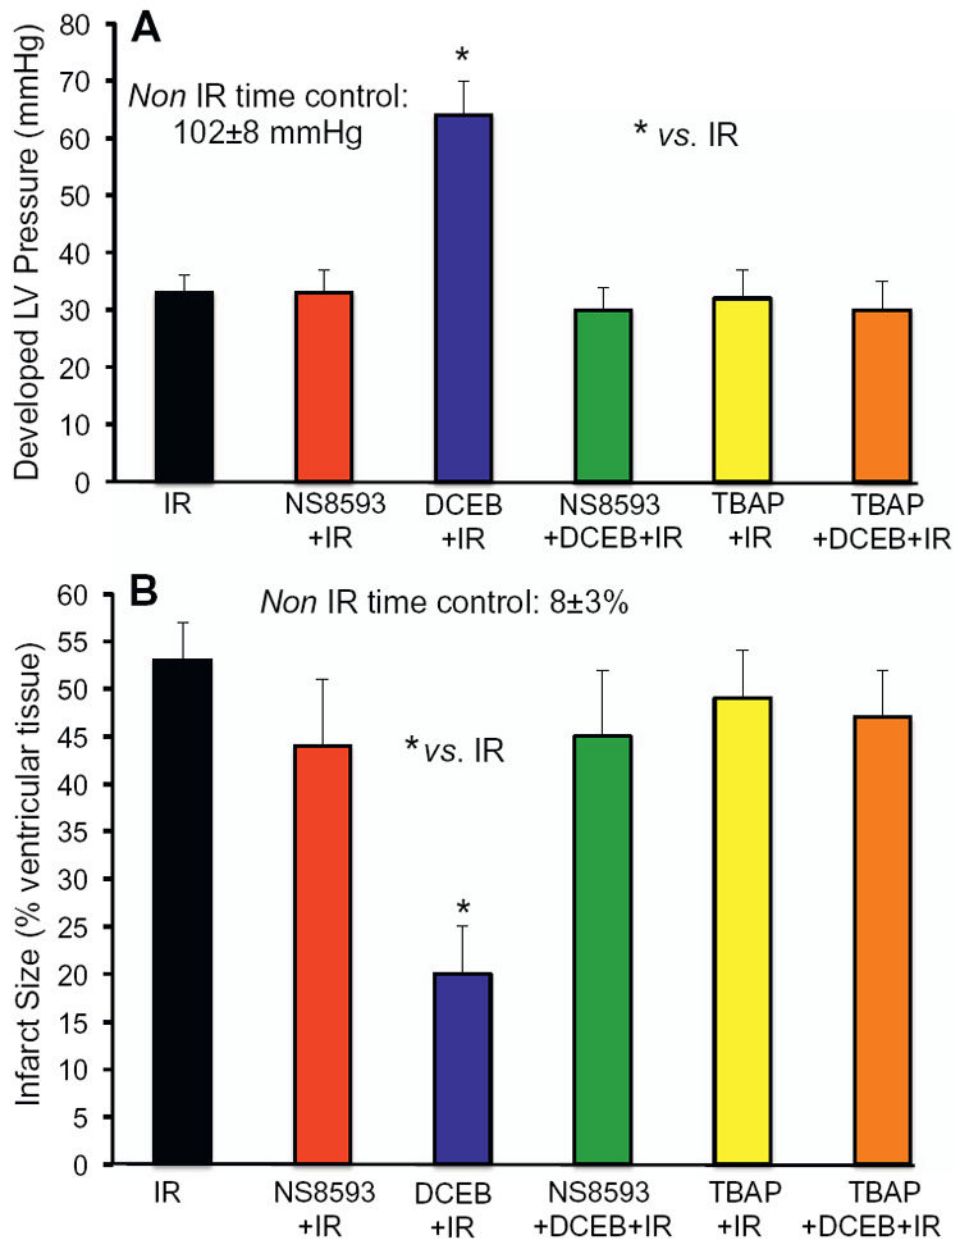 A
Developed LV Pressure (mmHg)
80
70
60
50
40
30
20
10
0
Non IR time control:
102±8 mmHg
*
* vs. IR
IR
NS8593
+IR
DCEB
+IR
NS8593
+DCEB+IR
TBAP
+IR
TBAP
+DCEB+IR
B
Infarct Size (% ventricular tissue)
60
55
50
45
40
35
30
25
20
15
10
5
0
Non IR time control: 8±3%
* vs. IR
*
IR
NS8593
+IR
DCEB
+IR
NS8593
+DCEB+IR
TBAP
+IR
TBAP
+DCEB+IR